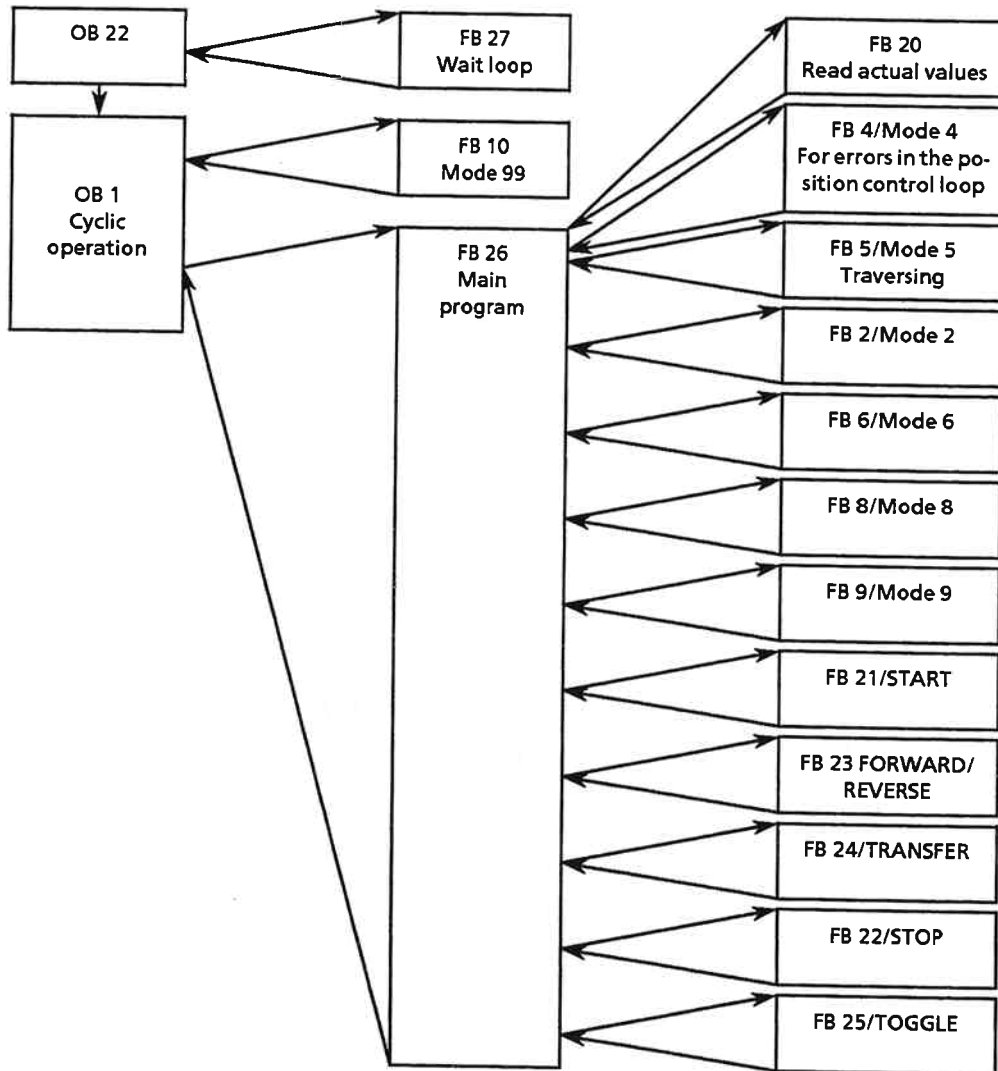 OB 22
OB 1
Cyclic
operation
FB 27
Wait loop
FB 10
Mode 99
FB 26
Main
program
FB 20
Read actual values
FB 4/Mode 4
For errors in the po-
sition control loop
FB 5/Mode 5
Traversing
FB 2/Mode 2
FB 6/Mode 6
FB 8/Mode 8
FB 9/Mode 9
FB 21/START
FB 23 FORWARD/
REVERSE
FB 24/TRANSFER
FB 22/STOP
FB 25/TOGGLE